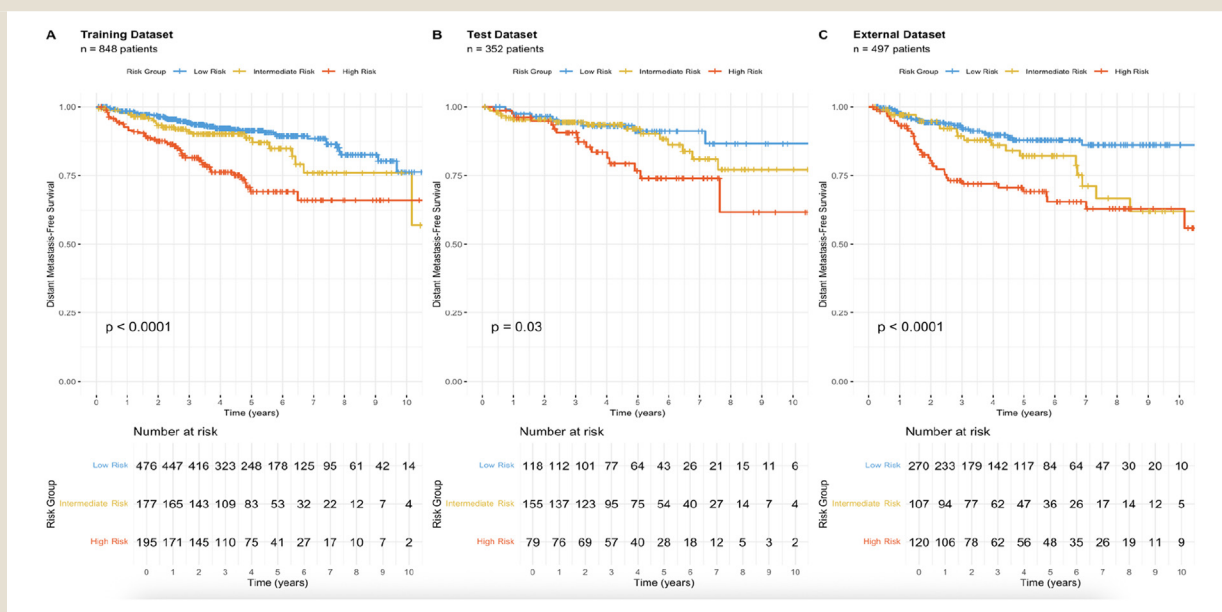 A Training Dataset
n = 848 patients
Risk Group Low Risk Intermediate Risk High Risk
Distant Metastasis-Free Survival
1.00
0.75
0.50
0.25
0.00
p < 0.0001
0 1 2 3 4 5 6 7 8 9 10
Time (years)
Number at risk
Risk Group
Low Risk 476 447 416 323 248 178 125 95 61 42 14
Intermediate Risk 177 165 143 109 83 53 32 22 12 7 4
High Risk 195 171 145 110 75 41 27 17 10 7 2
0 1 2 3 4 5 6 7 8 9 10
Time (years)
B Test Dataset
n = 352 patients
Risk Group Low Risk Intermediate Risk High Risk
Distant Metastasis-Free Survival
1.00
0.75
0.50
0.25
0.00
p = 0.03
0 1 2 3 4 5 6 7 8 9 10
Time (years)
Number at risk
Risk Group
Low Risk 118 112 101 77 64 43 26 21 15 11 6
Intermediate Risk 155 137 123 95 75 54 40 27 14 7 4
High Risk 79 76 69 57 40 28 18 12 5 3 2
0 1 2 3 4 5 6 7 8 9 10
Time (years)
C External Dataset
n = 497 patients
Risk Group Low Risk Intermediate Risk High Risk
Distant Metastasis-Free Survival
1.00
0.75
0.50
0.25
0.00
p < 0.0001
0 1 2 3 4 5 6 7 8 9 10
Time (years)
Number at risk
Risk Group
Low Risk 270 233 179 142 117 84 64 47 30 20 10
Intermediate Risk 107 94 77 62 47 36 26 17 14 12 5
High Risk 120 106 78 62 56 48 35 26 19 11 9
0 1 2 3 4 5 6 7 8 9 10
Time (years)